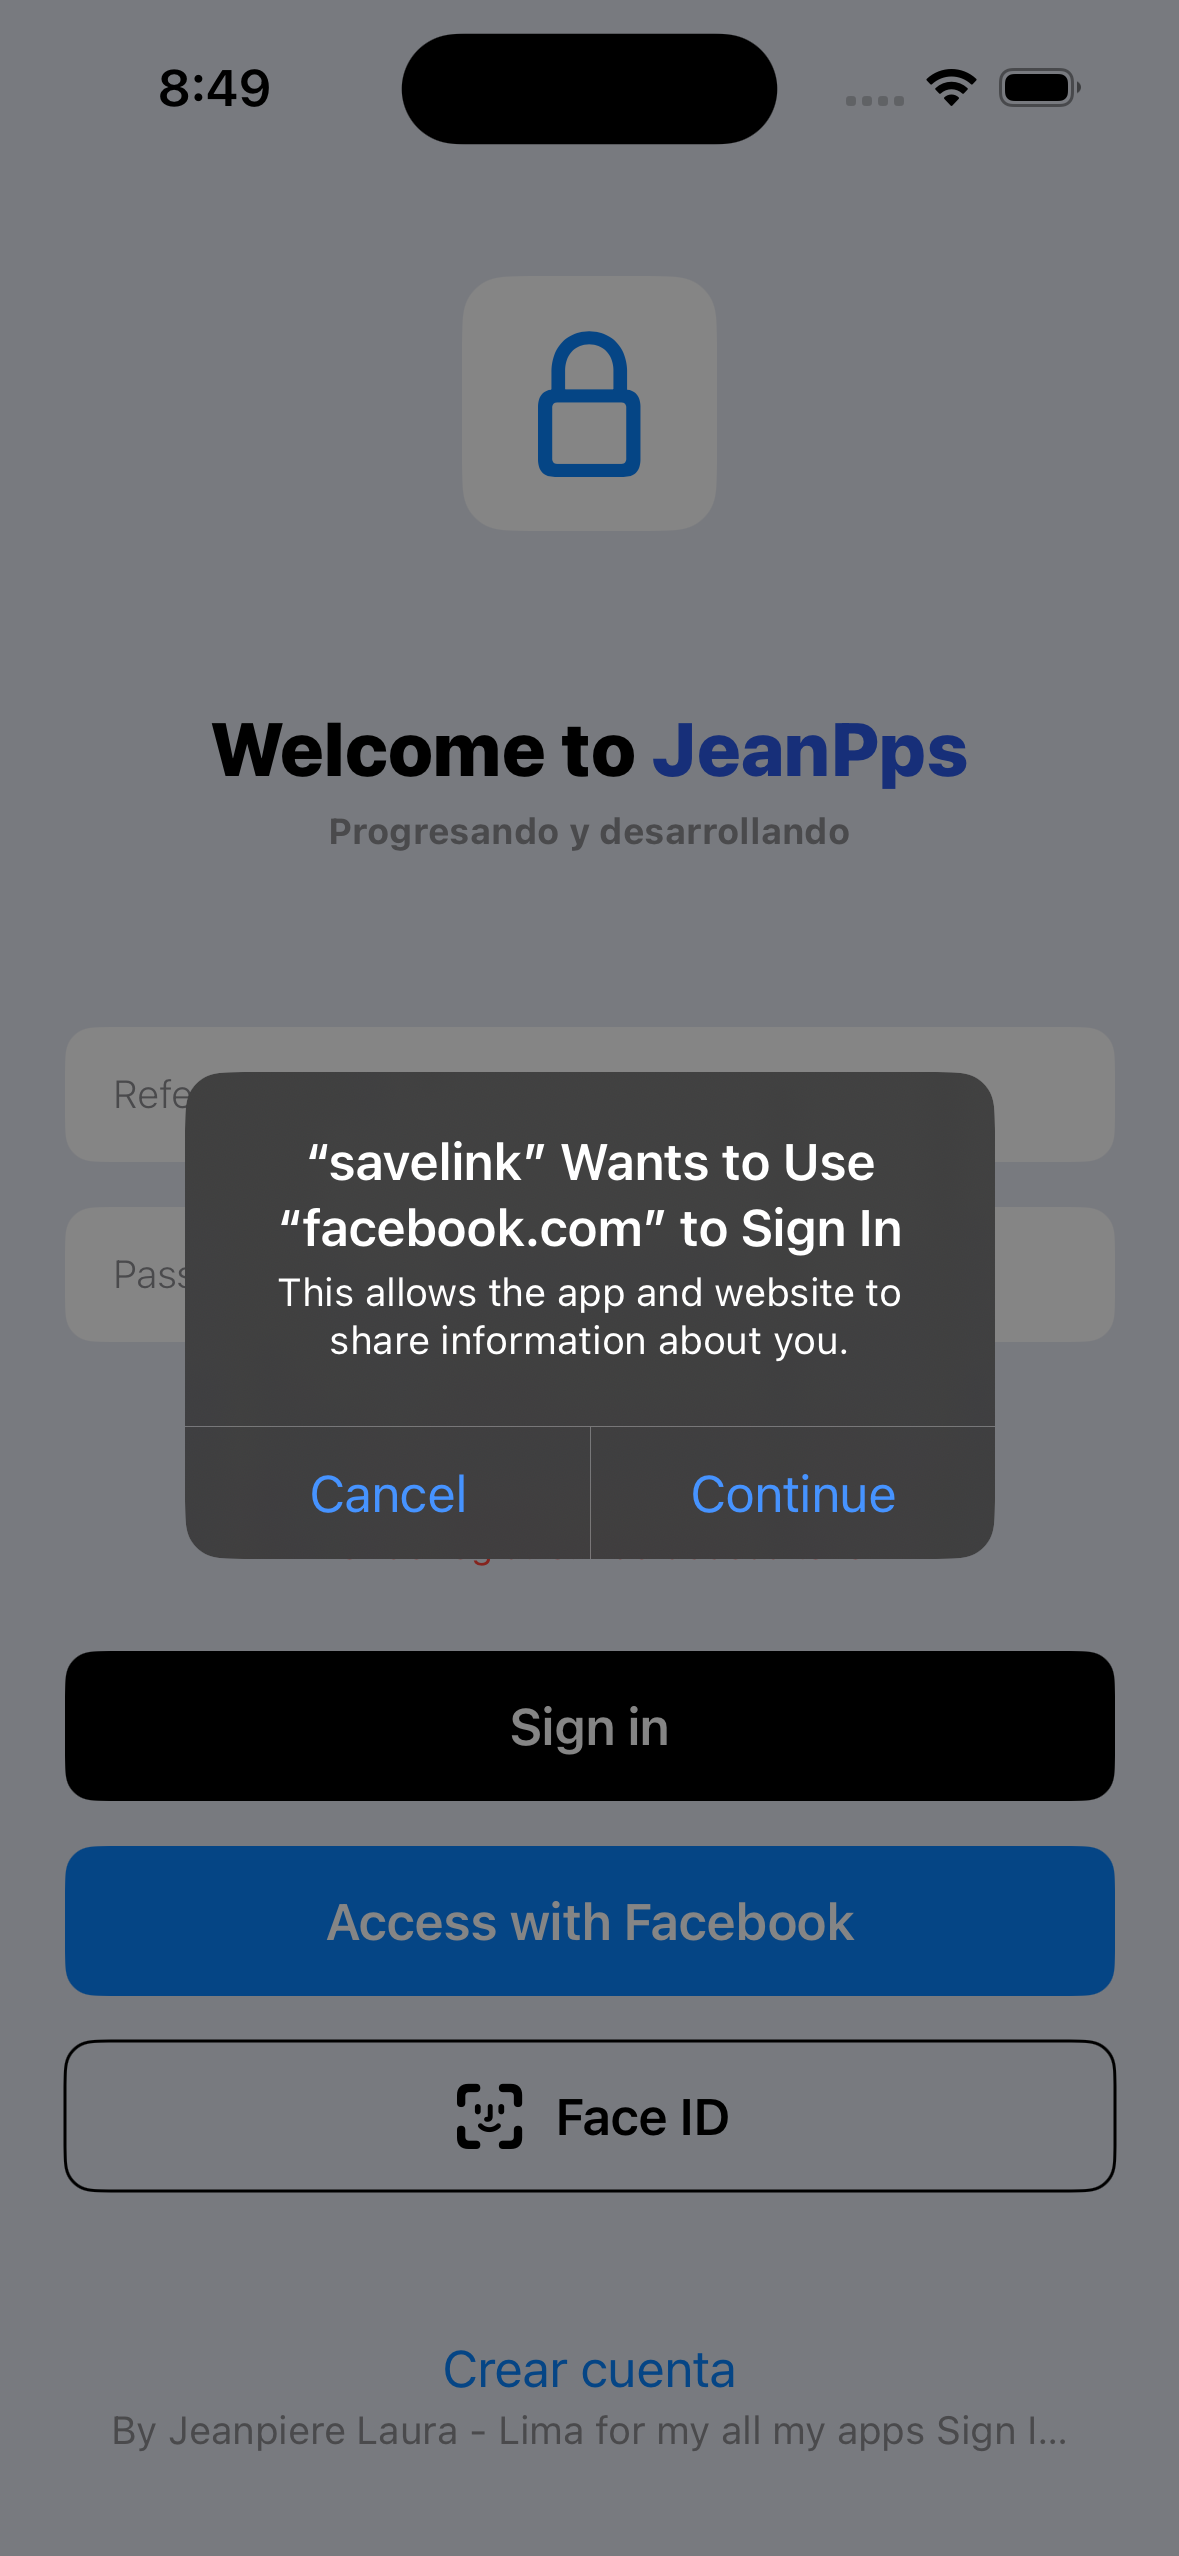 8:49
Welcome to JeanPps
Progresando y desarrollando
“savelink” Wants to Use
“facebook.com” to Sign In
This allows the app and website to
share information about you.
Cancel
Continue
Sign in
Access with Facebook
Face ID
Crear cuenta
By Jeanpiere Laura - Lima for my all my apps Sign I...